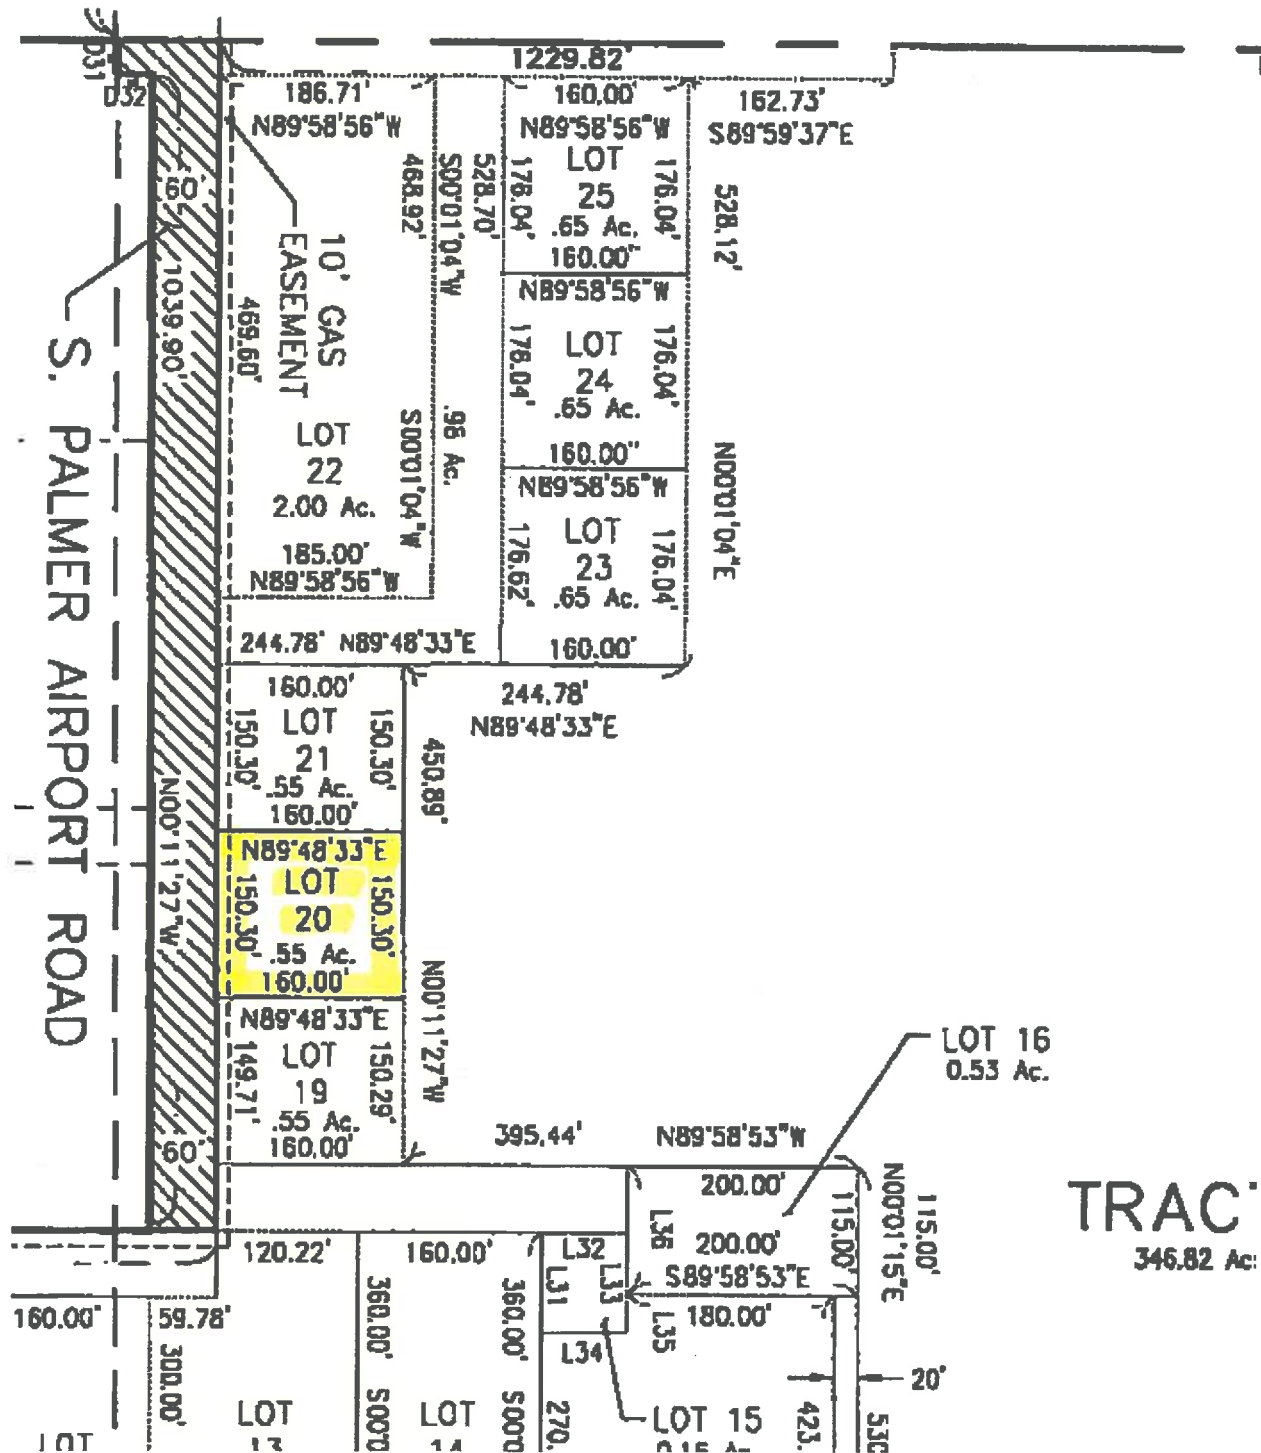 D31
D32
1229.82'
186.71'
N89°58'56"W
160.00'
N89°58'56"W
162.73'
S89°59'37"E
60'
1039.90'
N00°11'27"W
60'
S. PALMER AIRPORT ROAD
10' GAS
EASEMENT
469.60'
468.92'
S00°01'04"W
S00°01'04"W
528.70'
.98 Ac.
LOT
22
2.00 Ac.
185.00'
N89°58'56"W
LOT
25
.65 Ac.
176.04'
176.04'
160.00"
N89°58'56"W
LOT
24
.65 Ac.
176.04'
176.04'
160.00"
N89°58'56"W
LOT
23
.65 Ac.
176.62'
176.04'
160.00'
528.12'
N00°01'04"E
244.78' N89°48'33"E
244.78'
N89°48'33"E
160.00'
LOT
21
.55 Ac.
150.30'
150.30'
160.00'
450.89'
N00°11'27"W
N89°48'33"E
LOT
20
.55 Ac.
150.30'
150.30'
160.00'
N89°48'33"E
LOT
19
.55 Ac.
149.71'
150.29'
160.00'
LOT 16
0.53 Ac.
395.44'
N89°58'53"W
200.00'
L36
200.00'
S89°58'53"E
115.00'
N00°01'15"E
115.00'
TRAC
346.82 Ac.
120.22'
160.00'
L32
L31
L33
L34
L35
180.00'
20'
160.00'
59.78'
300.00'
360.00' S00°0
360.00' S00°0
270.
423.
530
LOT
LOT
13
LOT
14
LOT 15